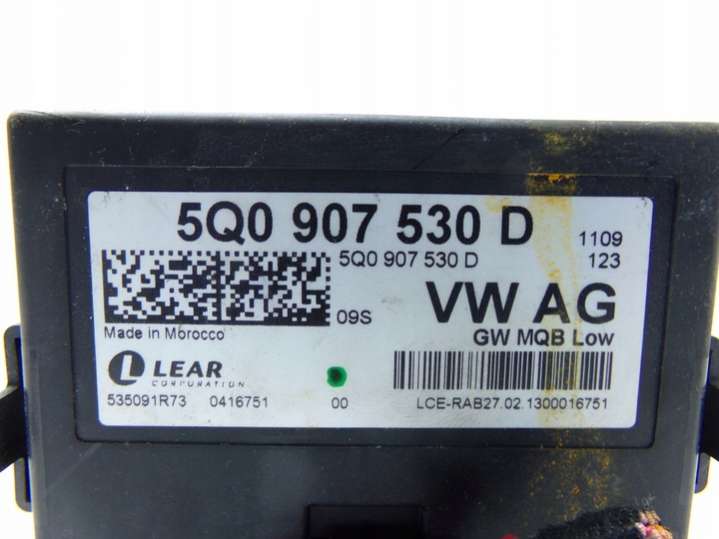 5Q0 907 530 D
1109
5Q0 907 530 D
123
09S
VW AG
Made in Morocco
GW MQB Low
LEAR
CORPORATION
535091R73 0416751 00 LCE-RAB27.02.1300016751